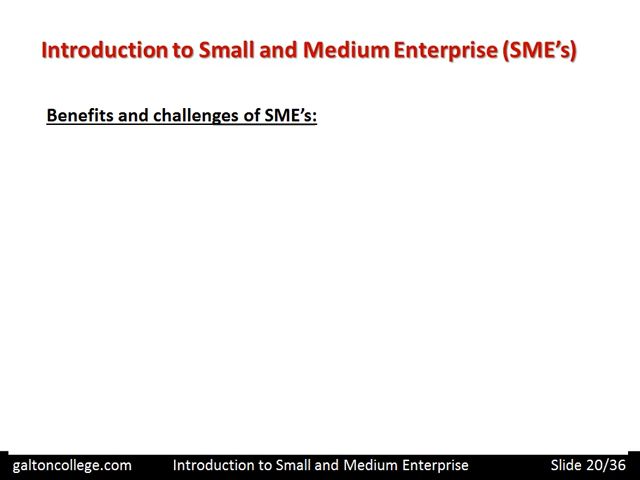 Introduction to Small and Medium Enterprise (SME's)
Benefits and challenges of SME's:
galtoncollege.com Introduction to Small and Medium Enterprise Slide 20/36